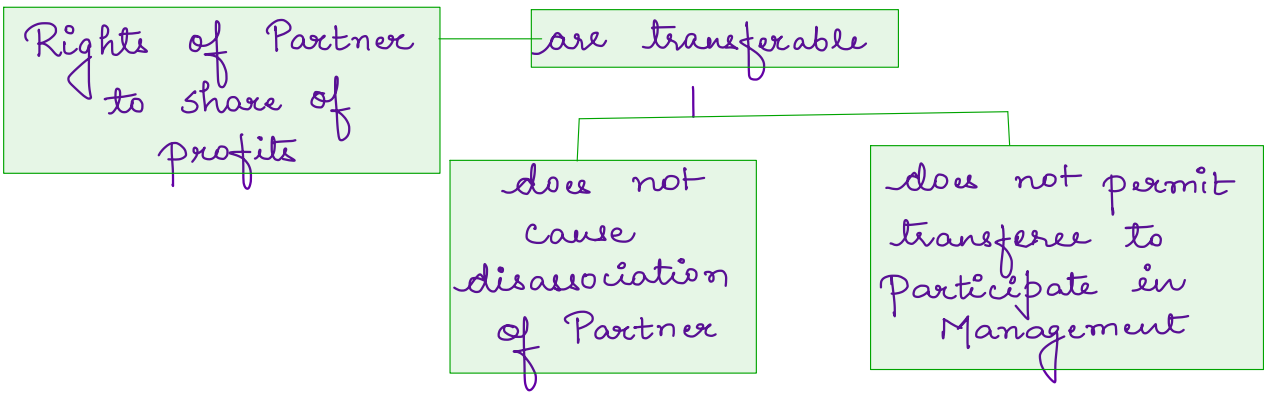 Rights of Partner
to share of
profits
are transferable
does not
cause
disassociation
of Partner
does not permit
transferee to
Participate in
Management